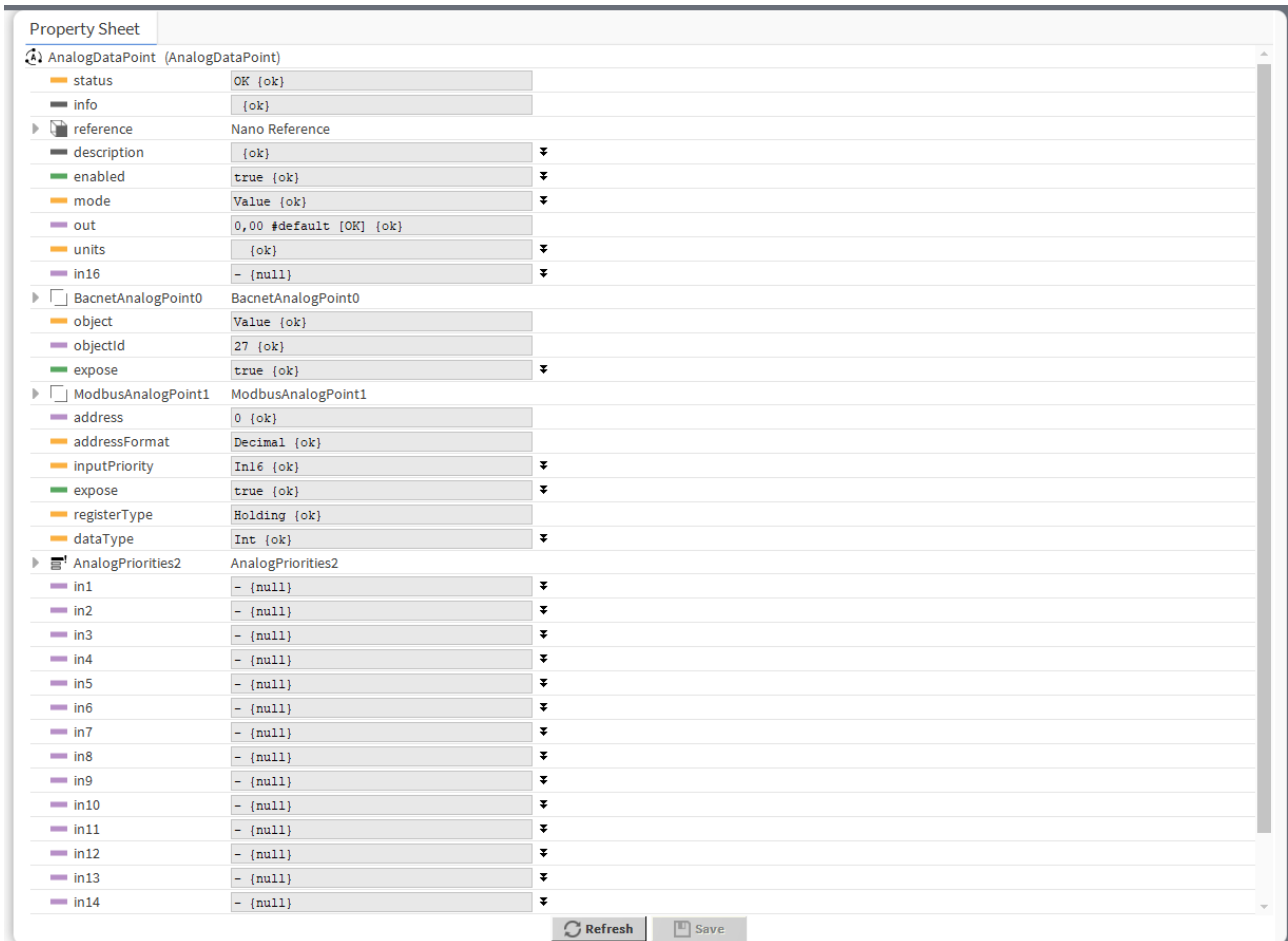 Property Sheet
AnalogDataPoint (AnalogDataPoint)
status OK {ok}
info {ok}
reference Nano Reference
description {ok}
enabled true {ok}
mode Value {ok}
out 0,00 #default [OK] {ok}
units {ok}
in16 - {null}
BacnetAnalogPoint0 BacnetAnalogPoint0
object Value {ok}
objectId 27 {ok}
expose true {ok}
ModbusAnalogPoint1 ModbusAnalogPoint1
address 0 {ok}
addressFormat Decimal {ok}
inputPriority In16 {ok}
expose true {ok}
registerType Holding {ok}
dataType Int {ok}
AnalogPriorities2 AnalogPriorities2
in1 - {null}
in2 - {null}
in3 - {null}
in4 - {null}
in5 - {null}
in6 - {null}
in7 - {null}
in8 - {null}
in9 - {null}
in10 - {null}
in11 - {null}
in12 - {null}
in13 - {null}
in14 - {null}
Refresh Save